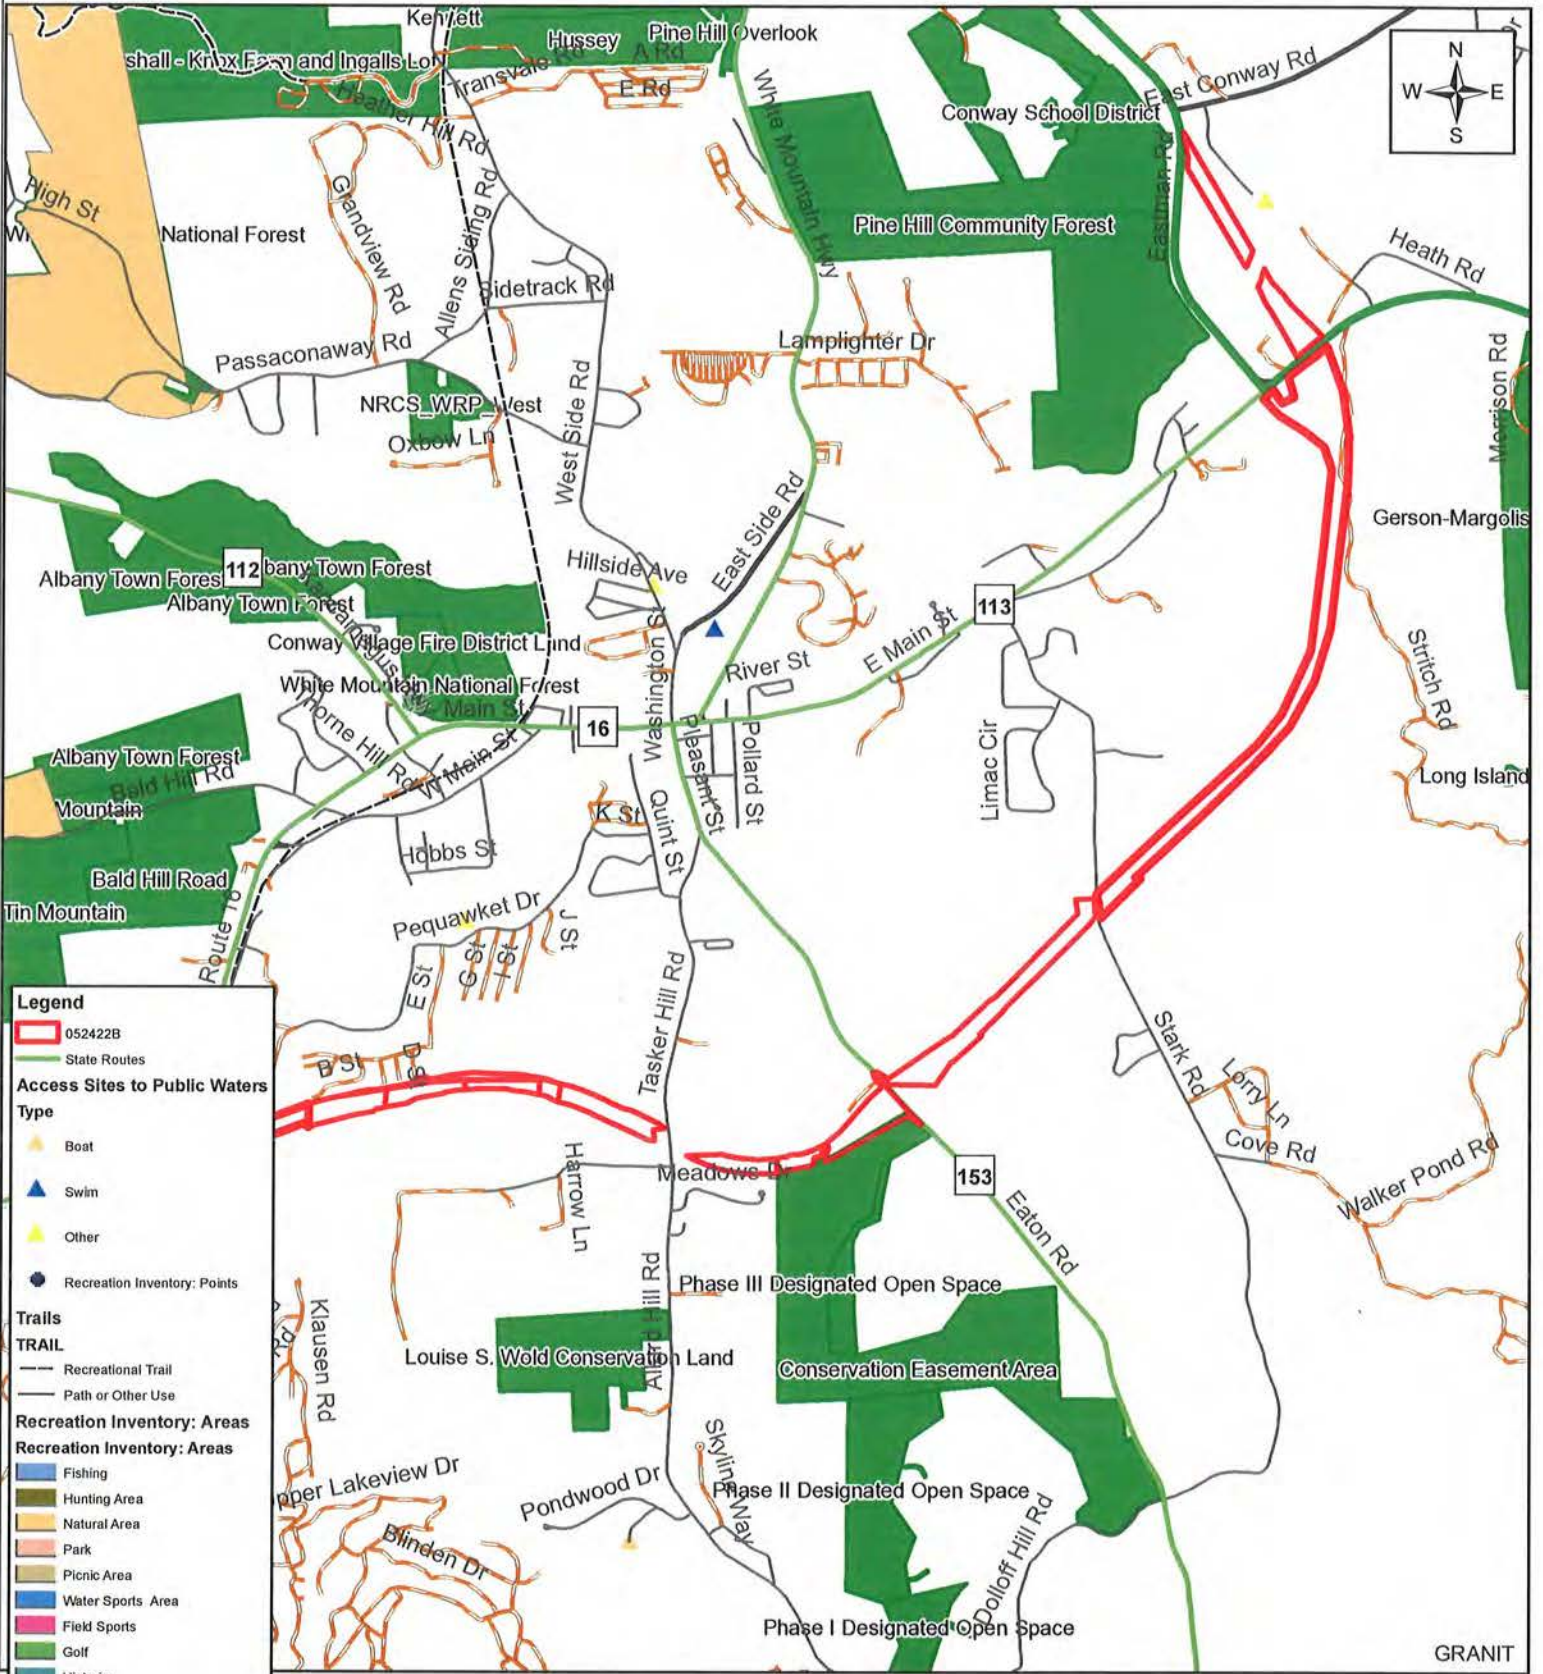 Kennett
Hussey
Pine Hill Overlook
shall - Knox Farm and Ingalls Lot
Transvale Rd
A Rd
E Rd
East Conway Rd
N
W E
S
Heather Hill Rd
White Mountain Hwy
Conway School District
Eastman Rd
High St
National Forest
Grandview Rd
Allens Siding Rd
Pine Hill Community Forest
Heath Rd
Sidetrack Rd
Passaconaway Rd
Lamplighter Dr
Morrison Rd
NRCS_WRP_West
Oxbow Ln
West Side Rd
East Side Rd
Gerson-Margolis
Hillside Ave
112
Albany Town Fores
bany Town Forest
Albany Town Forest
113
Conway Village Fire District Land
Washington St
River St
E Main St
Stritch Rd
White Mountain National Forest
Main St
16
Thorne Hill Rd
W Main St
Pleasant St
Pollard St
Limac Cir
Albany Town Forest
Bald Hill Rd
Mountain
Long Island
K St
Quint St
Hobbs St
Bald Hill Road
Tin Mountain
Route 16
Pequawket Dr
J St
G St
I St
E St
Tasker Hill Rd
B St
D St
Stark Rd
Lorry Ln
Cove Rd
Walker Pond Rd
Harrow Ln
Meadows Dr
153
Eaton Rd
Phase III Designated Open Space
Allard Hill Rd
Klausen Rd
Rd
Louise S. Wold Conservation Land
Conservation Easement Area
Skyline Way
pper Lakeview Dr
Pondwood Dr
Phase II Designated Open Space
Blinden Dr
Dolloff Hill Rd
Phase I Designated Open Space
GRANIT
Legend
052422B
State Routes
Access Sites to Public Waters
Type
Boat
Swim
Other
Recreation Inventory: Points
Trails
TRAIL
Recreational Trail
Path or Other Use
Recreation Inventory: Areas
Recreation Inventory: Areas
Fishing
Hunting Area
Natural Area
Park
Picnic Area
Water Sports Area
Field Sports
Golf